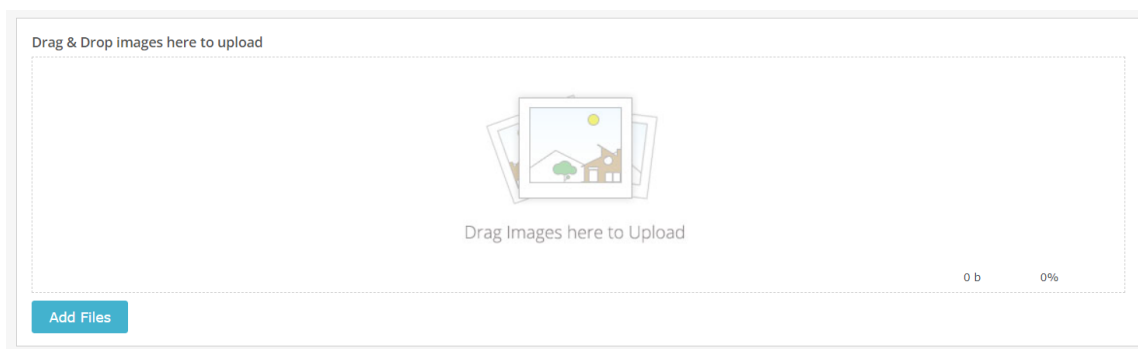 Drag & Drop images here to upload
Drag Images here to Upload
0 b 0%
Add Files